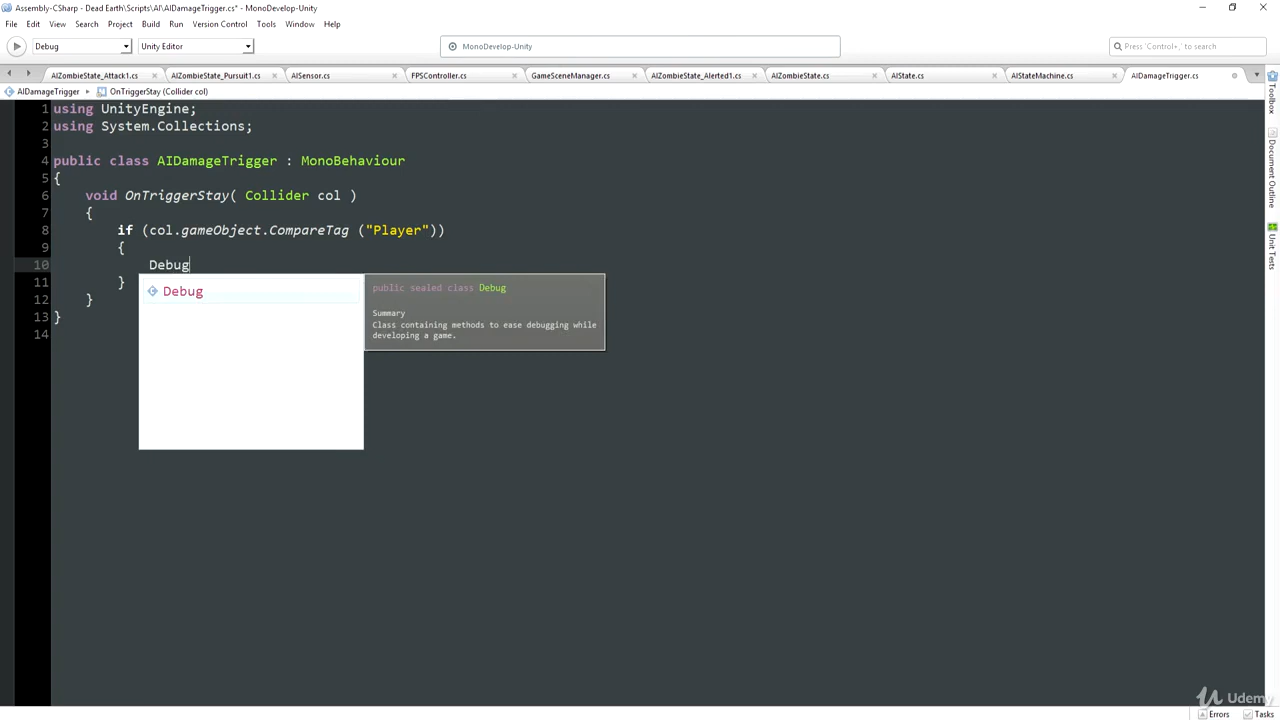 Assembly-CSharp - Dead Earth\Scripts\AI\AIDamageTrigger.cs* - MonoDevelop-Unity
File Edit View Search Project Build Run Version Control Tools Window Help
Debug Unity Editor MonoDevelop-Unity Press 'Control+,' to search
AIZombieState_Attack1.cs AIZombieState_Pursuit1.cs AISensor.cs FPSController.cs GameSceneManager.cs AIZombieState_Alerted1.cs AIZombieState.cs AIState.cs AIStateMachine.cs AIDamageTrigger.cs
AIDamageTrigger OnTriggerStay (Collider col)
1 using UnityEngine;
2 using System.Collections;
3
4 public class AIDamageTrigger : MonoBehaviour
5 {
6 void OnTriggerStay( Collider col )
7 {
8 if (col.gameObject.CompareTag ("Player"))
9 {
10 Debug
11 }
12 }
13 }
14
Debug
public sealed class Debug
Summary
Class containing methods to ease debugging while
developing a game.
Toolbox
Document Outline
Unit Tests
Udemy
Errors Tasks